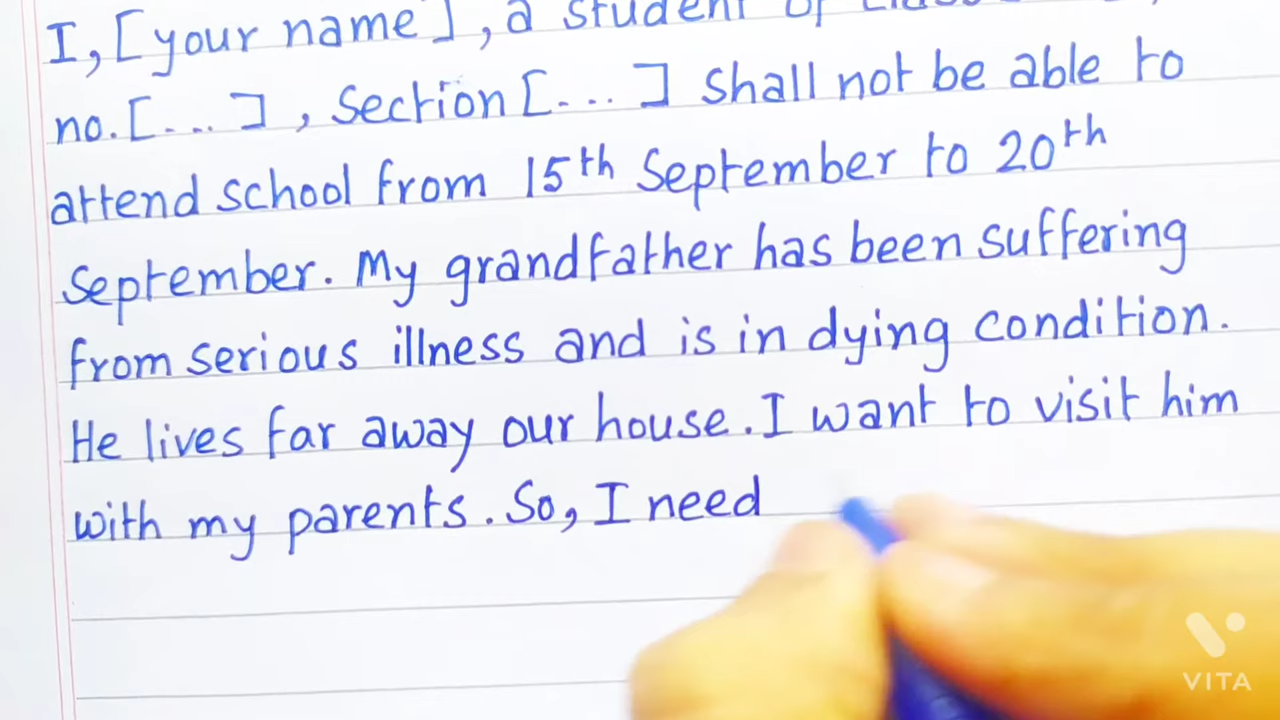 I, [your name], a student of class
no.[....], section [....] shall not be able to
attend school from 15th September to 20th
September. My grandfather has been suffering
from serious illness and is in dying condition.
He lives far away our house. I want to visit him
with my parents. So, I need
VITA